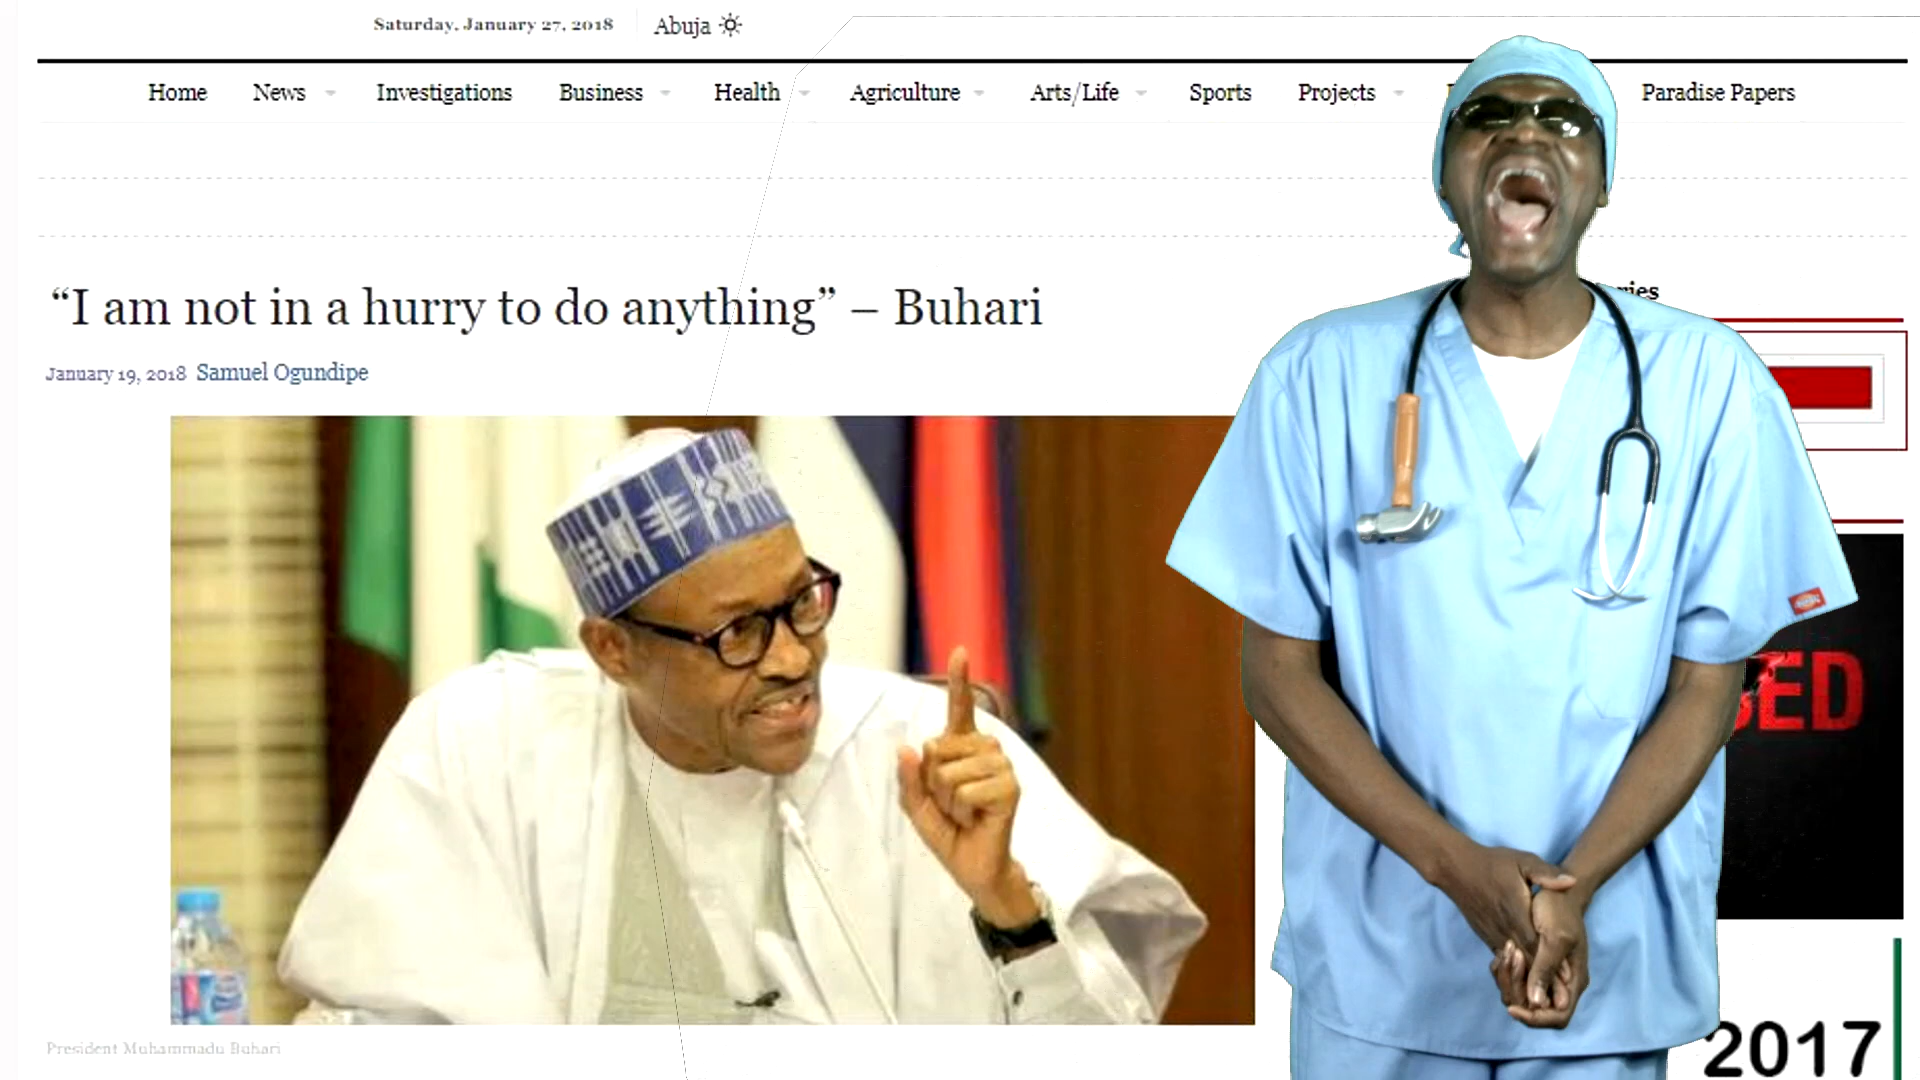 Saturday, January 27, 2018 Abuja
Home News Investigations Business Health Agriculture Arts/Life Sports Projects Paradise Papers
“I am not in a hurry to do anything” – Buhari
January 19, 2018 Samuel Ogundipe
President Muhammadu Buhari
2017